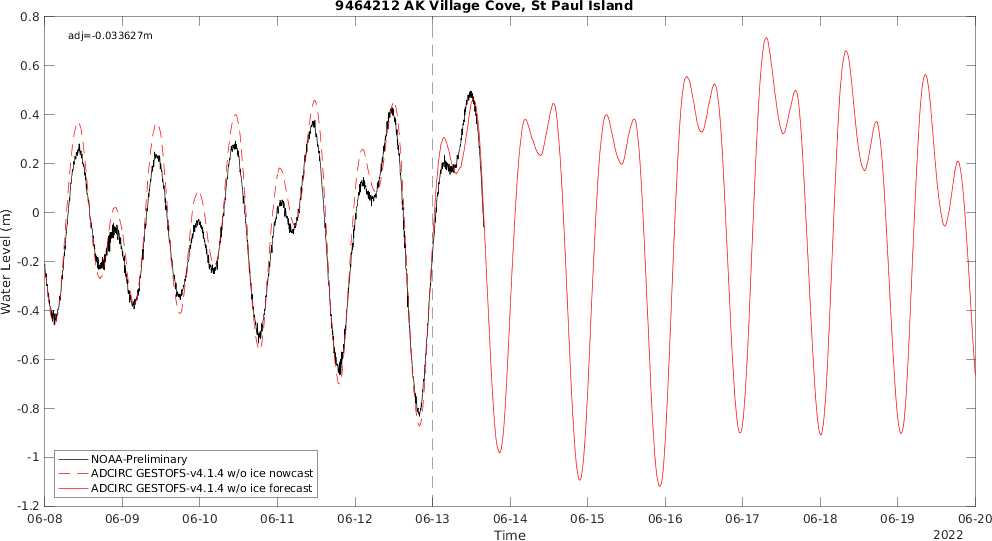 9464212 AK Village Cove, St Paul Island
adj=-0.033627m
0.8
0.6
0.4
0.2
0
-0.2
-0.4
-0.6
-0.8
-1
-1.2
Water Level (m)
NOAA-Preliminary
ADCIRC GESTOFS-v4.1.4 w/o ice nowcast
ADCIRC GESTOFS-v4.1.4 w/o ice forecast
06-08 06-09 06-10 06-11 06-12 06-13 06-14 06-15 06-16 06-17 06-18 06-19 06-20
Time
2022